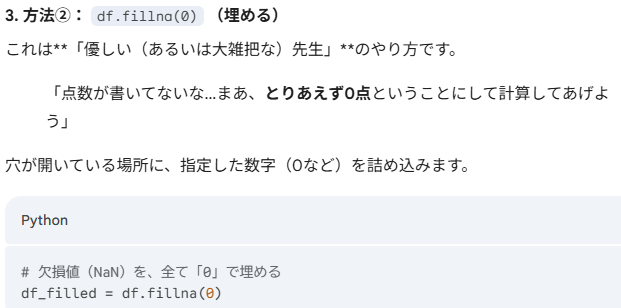 3. 方法②： df.fillna(0) （埋める）
これは**「優しい（あるいは大雑把な）先生」**のやり方です。
「点数が書いてないな...まあ、とりあえず0点ということにして計算してあげよ
う」
穴が開いている場所に、指定した数字（0など）を詰め込みます。
Python
# 欠損値（NaN）を、全て「0」で埋める
df_filled = df.fillna(0)